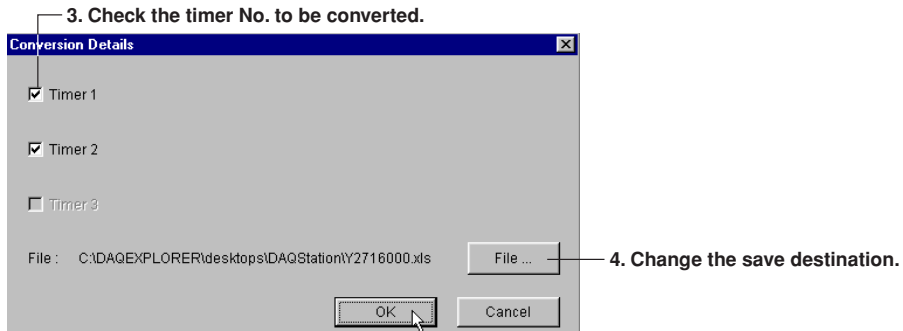 3. Check the timer No. to be converted.
Conversion Details
Timer 1
Timer 2
Timer 3
File : C:\DAQEXPLORER\desktops\DAQStation\Y2716000.xls File ...
4. Change the save destination.
OK Cancel